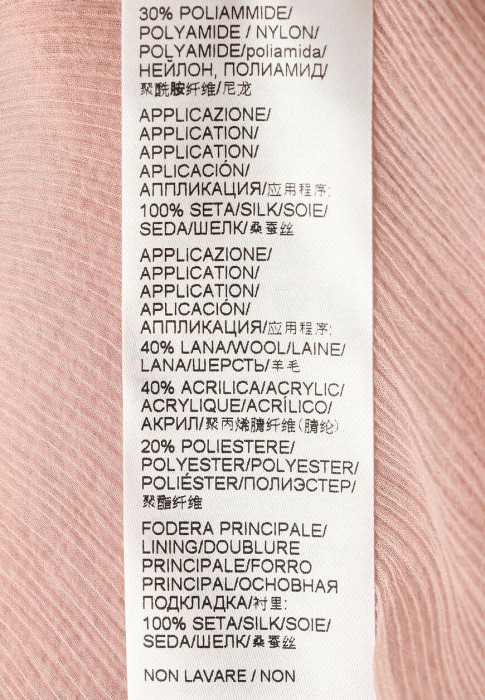 30% POLIAMMIDE/
POLYAMIDE / NYLON/
POLYAMIDE/poliamida/
НЕЙЛОН, ПОЛИАМИД/
聚酰胺纤维/尼龙
APPLICAZIONE/
APPLICATION/
APPLICATION/
APLICACIÓN/
АППЛИКАЦИЯ/应用程序:
100% SETA/SILK/SOIE/
SEDA/ШЕЛК/桑蚕丝
APPLICAZIONE/
APPLICATION/
APPLICATION/
APLICACIÓN/
АППЛИКАЦИЯ/应用程序:
40% LANA/WOOL/LAINE/
LANA/ШЕРСТЬ/羊毛
40% ACRILICA/ACRYLIC/
ACRYLIQUE/ACRÍLICO/
АКРИЛ/聚丙烯腈纤维(腈纶)
20% POLIESTERE/
POLYESTER/POLYESTER/
POLIÉSTER/ПОЛИЭСТЕР/
聚酯纤维
FODERA PRINCIPALE/
LINING/DOUBLURE
PRINCIPALE/FORRO
PRINCIPAL/ОСНОВНАЯ
ПОДКЛАДКА/衬里:
100% SETA/SILK/SOIE/
SEDA/ШЕЛК/桑蚕丝
NON LAVARE / NON